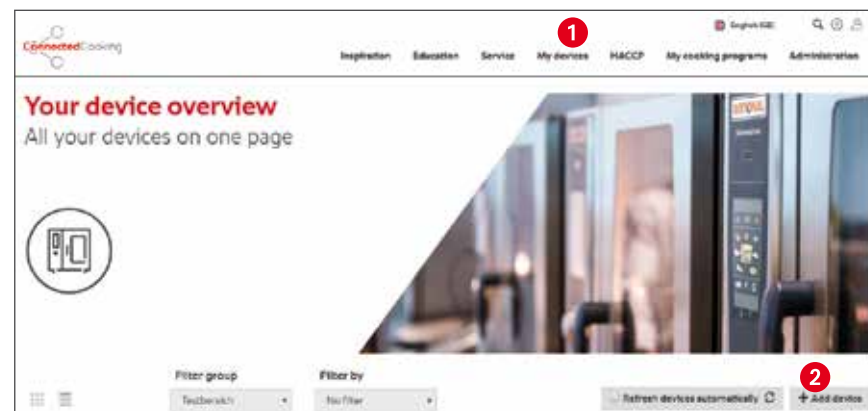 1
English (GB)
ConnectedCooking
Inspiration Education Service My devices HACCP My cooking programs Administration
Your device overview
All your devices on one page
Filter group Filter by
2
Testbereich No filter Refresh devices automatically + Add device